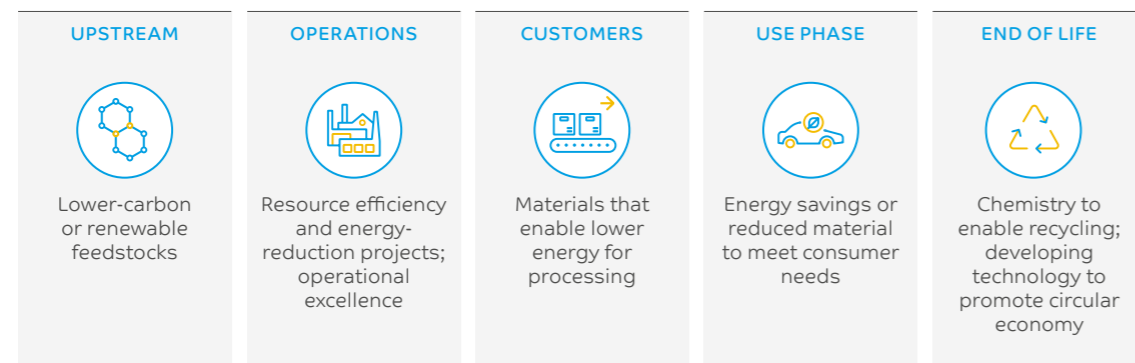 UPSTREAM
Lower-carbon
or renewable
feedstocks
OPERATIONS
Resource efficiency
and energy-
reduction projects;
operational
excellence
CUSTOMERS
Materials that
enable lower
energy for
processing
USE PHASE
Energy savings or
reduced material
to meet consumer
needs
END OF LIFE
Chemistry to
enable recycling;
developing
technology to
promote circular
economy